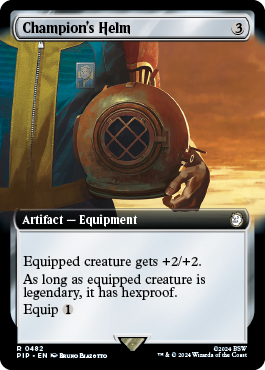 Champion's Helm 3
Artifact — Equipment
Equipped creature gets +2/+2.
As long as equipped creature is
legendary, it has hexproof.
Equip 1
R 0482
PIP • EN Bruno Biazotto
©2024 BSW
™ & © 2024 Wizards of the Coast